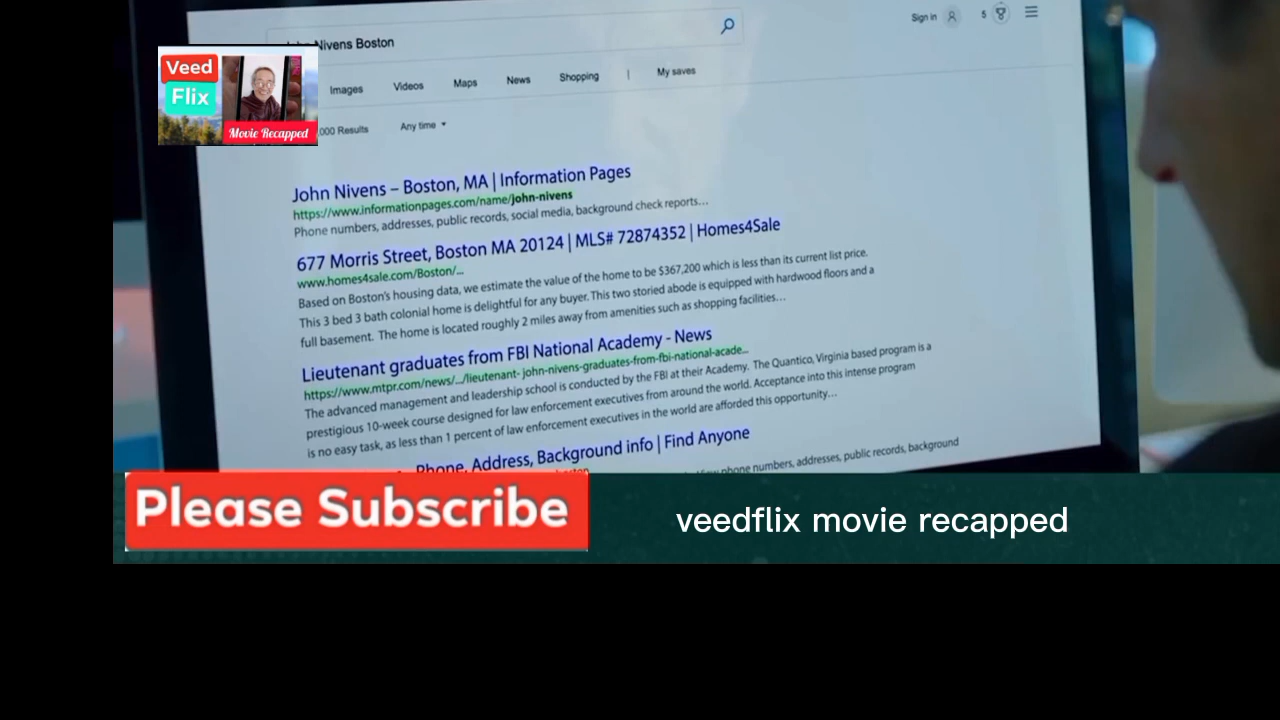 Nivens Boston
Sign in
5
Veed
Flix
Movie Recapped
Images Videos Maps News Shopping | My saves
000 Results Any time
John Nivens – Boston, MA | Information Pages
https://www.informationpages.com/name/john-nivens
Phone numbers, addresses, public records, social media, background check reports...
677 Morris Street, Boston MA 20124 | MLS# 72874352 | Homes4Sale
www.homes4sale.com/Boston/...
Based on Boston's housing data, we estimate the value of the home to be $367,200 which is less than its current list price.
This 3 bed 3 bath colonial home is delightful for any buyer. This two storied abode is equipped with hardwood floors and a
full basement. The home is located roughly 2 miles away from amenities such as shopping facilities...
Lieutenant graduates from FBI National Academy - News
https://www.mtpr.com/news/.../lieutenant- john-nivens-graduates-from-fbi-national-acade...
The advanced management and leadership school is conducted by the FBI at their Academy. The Quantico, Virginia based program is a
prestigious 10-week course designed for law enforcement executives from around the world. Acceptance into this intense program
is no easy task, as less than 1 percent of law enforcement executives in the world are afforded this opportunity...
Phone, Address, Background info | Find Anyone
phone numbers, addresses, public records, background
Please Subscribe
veedflix movie recapped